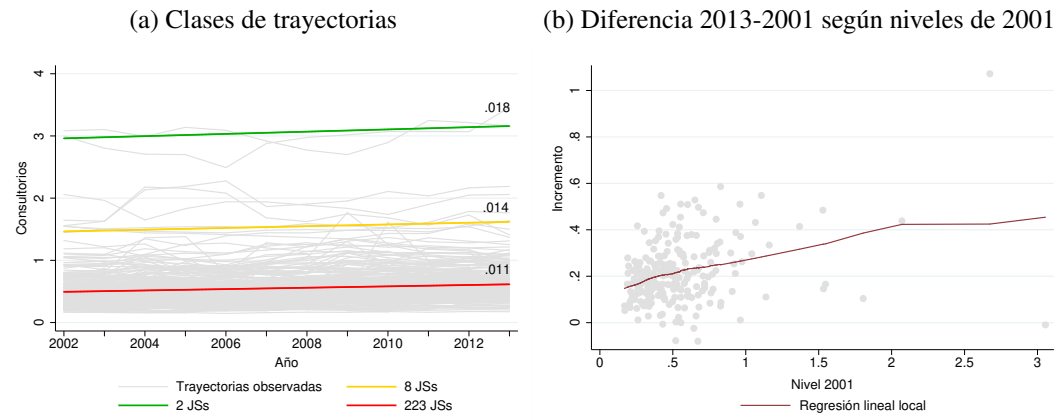 (a) Clases de trayectorias
4
3
2
1
0
Consultorios
.018
.014
.011
2002 2004 2006 2008 2010 2012
Año
Trayectorias observadas 8 JSs
2 JSs 223 JSs
(b) Diferencia 2013-2001 según niveles de 2001
1
.8
.6
.4
.2
0
Incremento
0 .5 1 1.5 2 2.5 3
Nivel 2001
Regresión lineal local